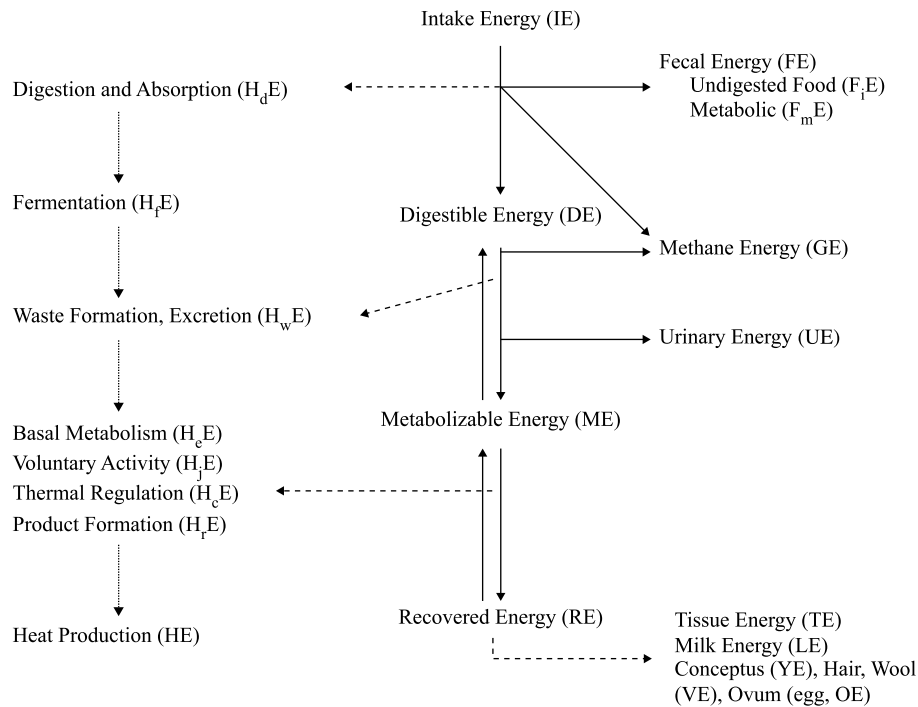 Intake Energy (IE)
Fecal Energy (FE)
Undigested Food (FiE)
Metabolic (FmE)
Digestion and Absorption (HdE)
Fermentation (HfE)
Digestible Energy (DE)
Methane Energy (GE)
Waste Formation, Excretion (HwE)
Urinary Energy (UE)
Metabolizable Energy (ME)
Basal Metabolism (HeE)
Voluntary Activity (HjE)
Thermal Regulation (HcE)
Product Formation (HrE)
Heat Production (HE)
Recovered Energy (RE)
Tissue Energy (TE)
Milk Energy (LE)
Conceptus (YE), Hair, Wool
(VE), Ovum (egg, OE)